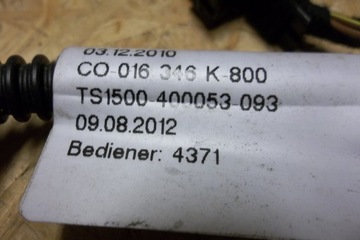 03.12.2010
CO-016 346 K-800
TS1500-400053-093
09.08.2012
Bediener: 4371